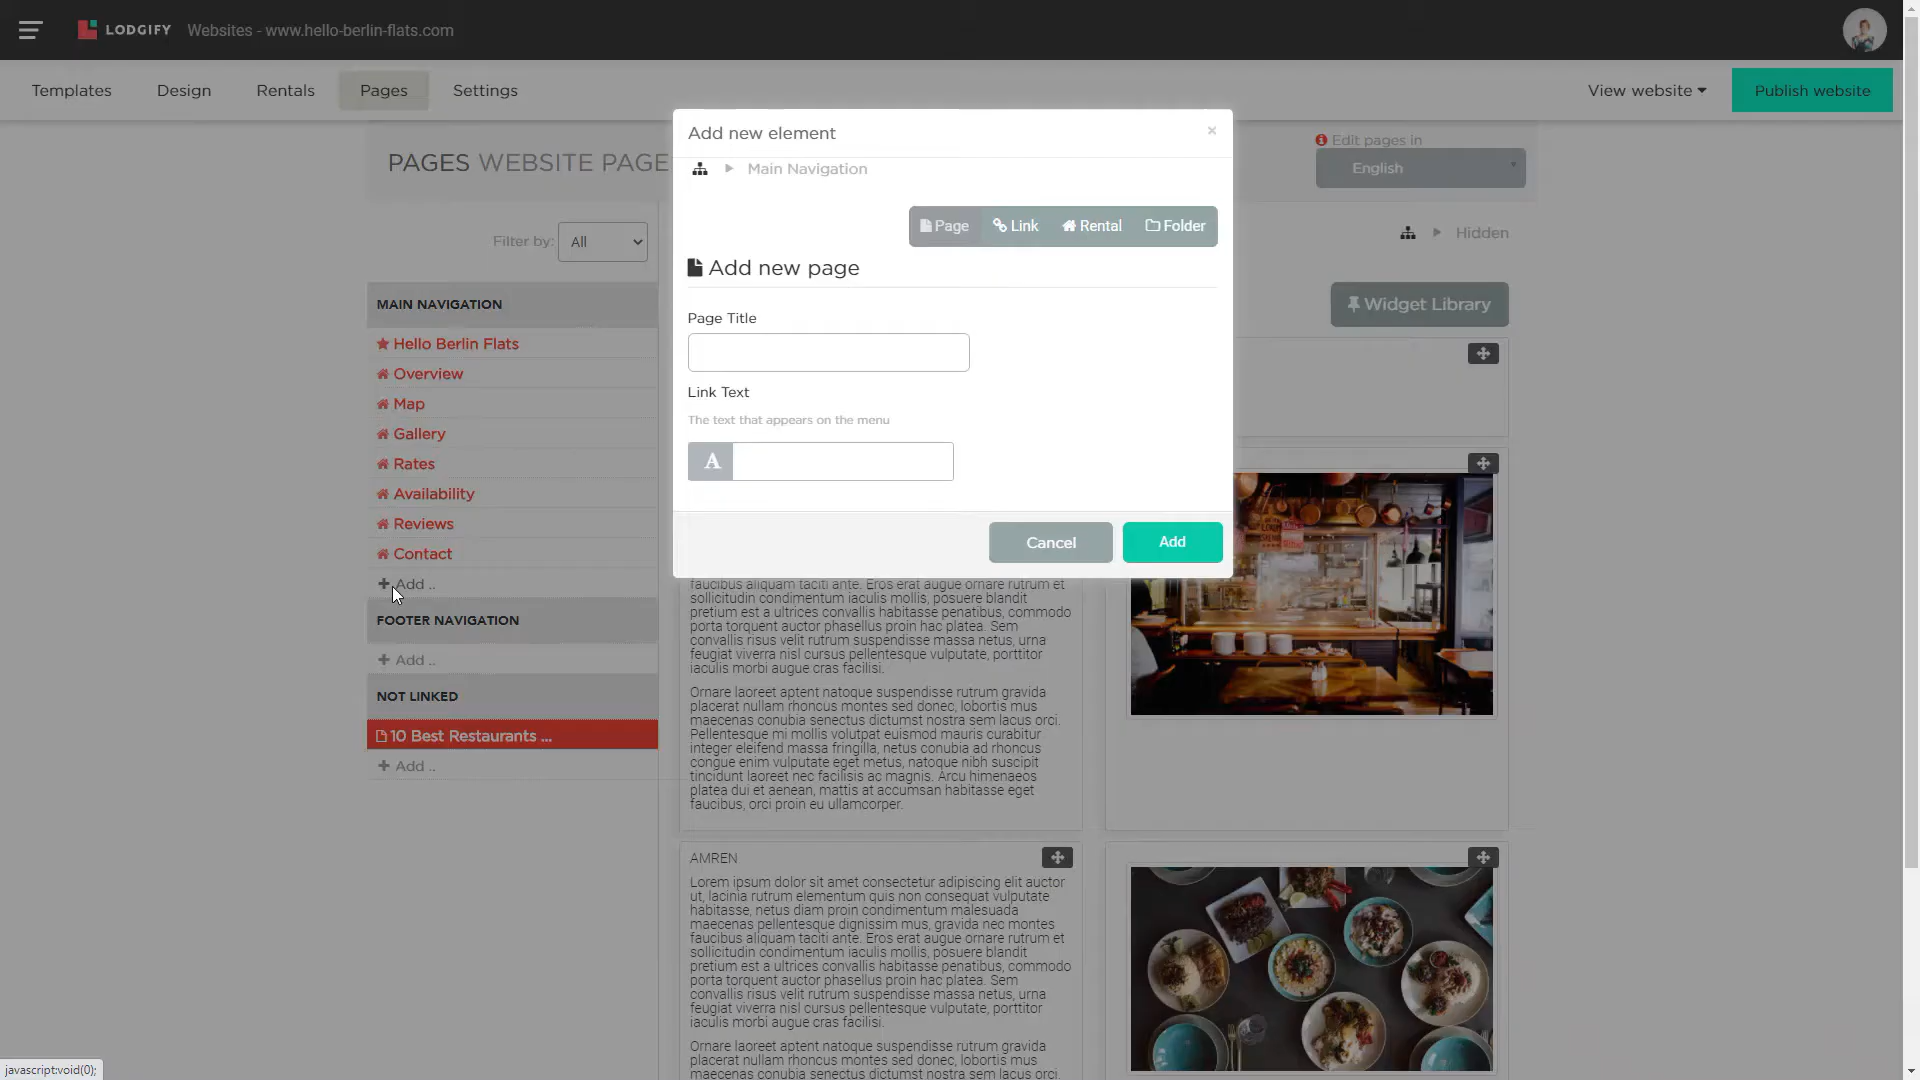 LODGIFY Websites - www.hello-berlin-flats.com
Templates Design Rentals Pages Settings View website Publish website
Add new element ×
Main Navigation
Page Link Rental Folder
Add new page
Page Title
Link Text
The text that appears on the menu
A
Cancel Add
PAGES WEBSITE PAGE
Edit pages in
English
Filter by: All
Hidden
Widget Library
MAIN NAVIGATION
Hello Berlin Flats
Overview
Map
Gallery
Rates
Availability
Reviews
Contact
Add ..
FOOTER NAVIGATION
Add ..
NOT LINKED
10 Best Restaurants ...
Add ..
faucibus aliquam taciti ante. Eros erat augue ornare rutrum et
sollicitudin condimentum iaculis mollis, posuere blandit
pretium est a ultrices convallis habitasse penatibus, commodo
porta torquent auctor phasellus proin hac platea. Sem
convallis risus velit rutrum suspendisse massa netus, urna
feugiat viverra nisl cursus pellentesque vulputate, porttitor
iaculis morbi augue cras facilisi.
Ornare laoreet aptent natoque suspendisse rutrum gravida
placerat nullam rhoncus montes sed donec, lobortis mus
maecenas conubia senectus dictumst nostra sem lacus orci.
Pellentesque mi mollis volutpat euismod mauris curabitur
integer eleifend massa fringilla, netus conubia ad rhoncus
congue enim vulputate eget metus, natoque nibh suscipit
tincidunt laoreet nec facilisis ac magnis. Arcu himenaeos
platea dui et aenean, mattis at accumsan habitasse eget
faucibus, orci proin eu ullamcorper.
AMREN
Lorem ipsum dolor sit amet consectetur adipiscing elit auctor
ut, lacinia rutrum elementum quis non consequat vulputate
habitasse, netus diam proin condimentum malesuada
maecenas pellentesque dignissim mus, gravida nec montes
faucibus aliquam taciti ante. Eros erat augue ornare rutrum et
sollicitudin condimentum iaculis mollis, posuere blandit
pretium est a ultrices convallis habitasse penatibus, commodo
porta torquent auctor phasellus proin hac platea. Sem
convallis risus velit rutrum suspendisse massa netus, urna
feugiat viverra nisl cursus pellentesque vulputate, porttitor
iaculis morbi augue cras facilisi.
Ornare laoreet aptent natoque suspendisse rutrum gravida
placerat nullam rhoncus montes sed donec, lobortis mus
maecenas conubia senectus dictumst nostra sem lacus orci.
javascript:void(0);